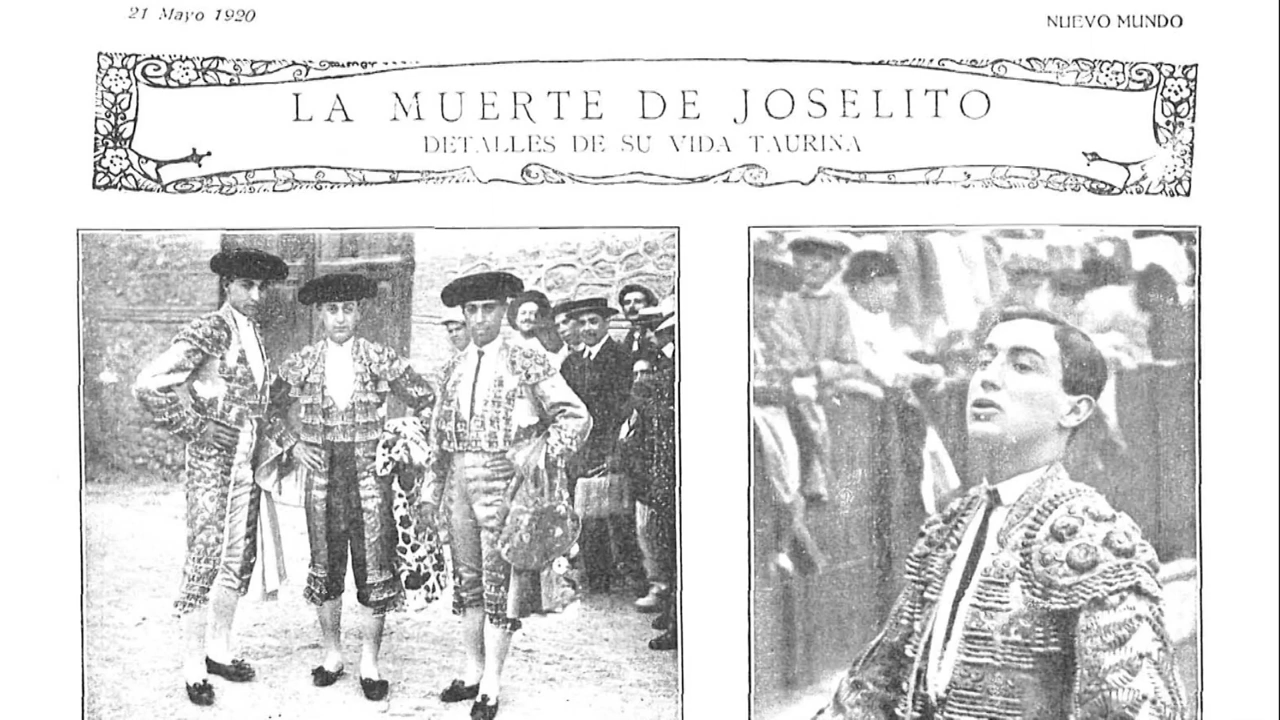 21 Mayo 1920
NUEVO MUNDO
LA MUERTE DE JOSELITO
DETALLES DE SU VIDA TAURINA